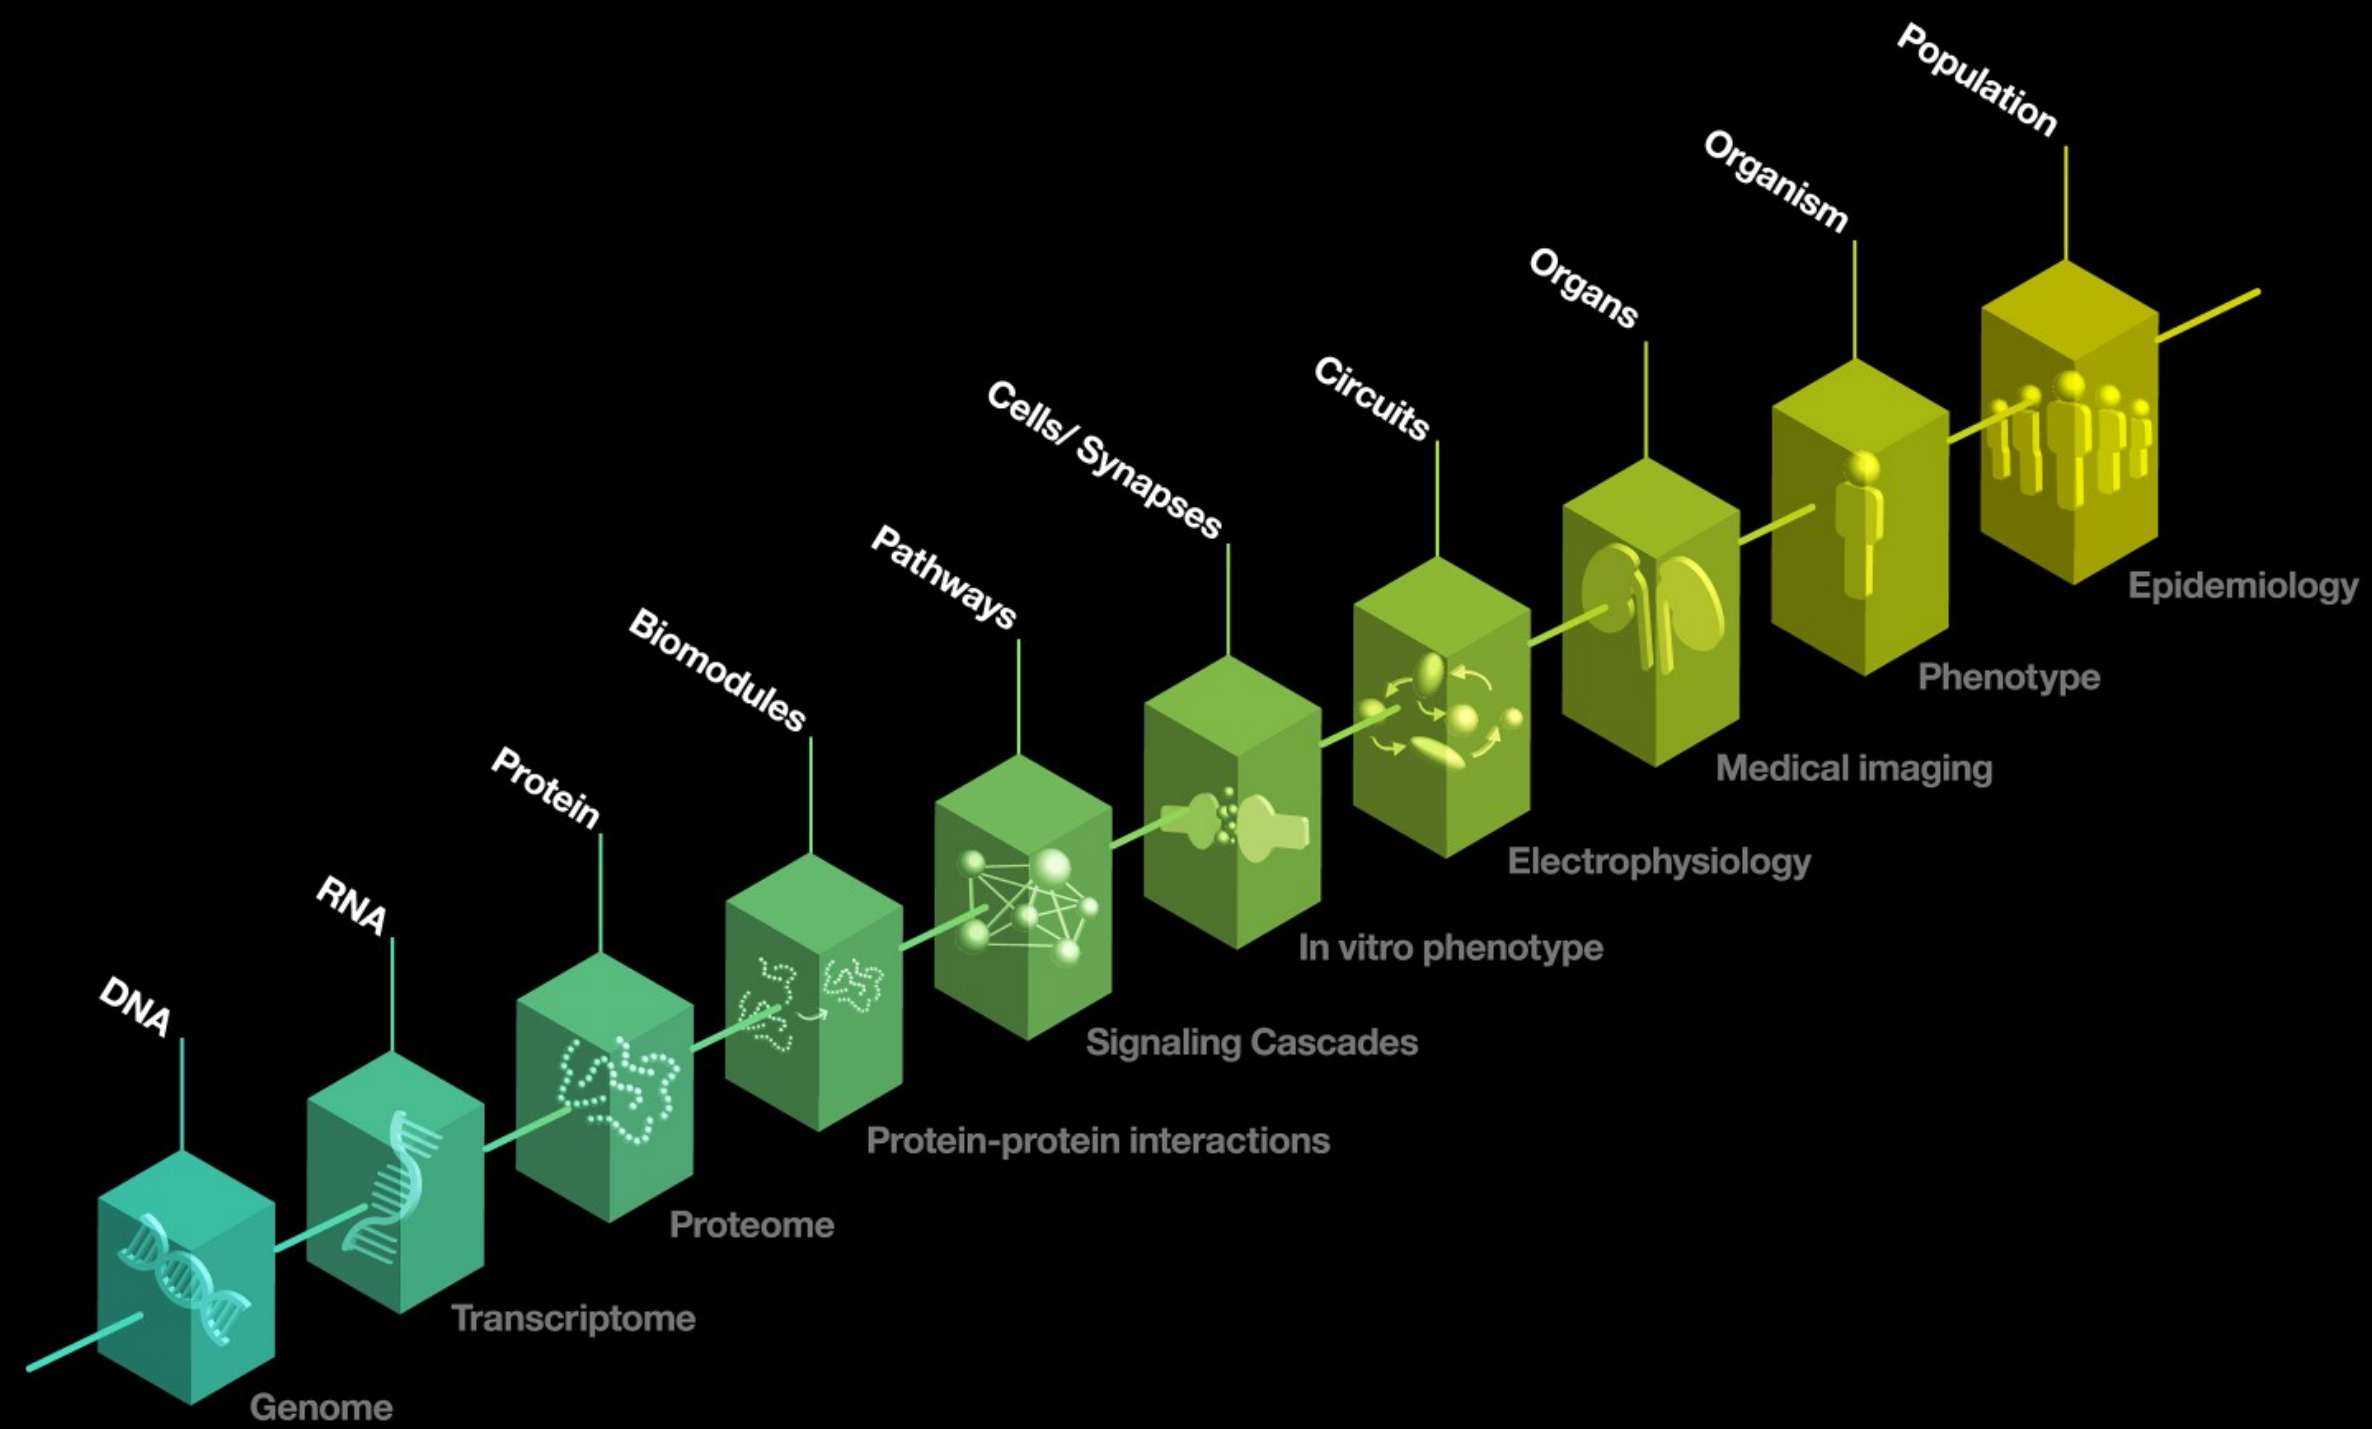 Population
Organism
Organs
Circuits
Cells/ Synapses
Pathways
Biomodules
Protein
RNA
DNA
Epidemiology
Phenotype
Medical imaging
Electrophysiology
In vitro phenotype
Signaling Cascades
Protein-protein interactions
Proteome
Transcriptome
Genome